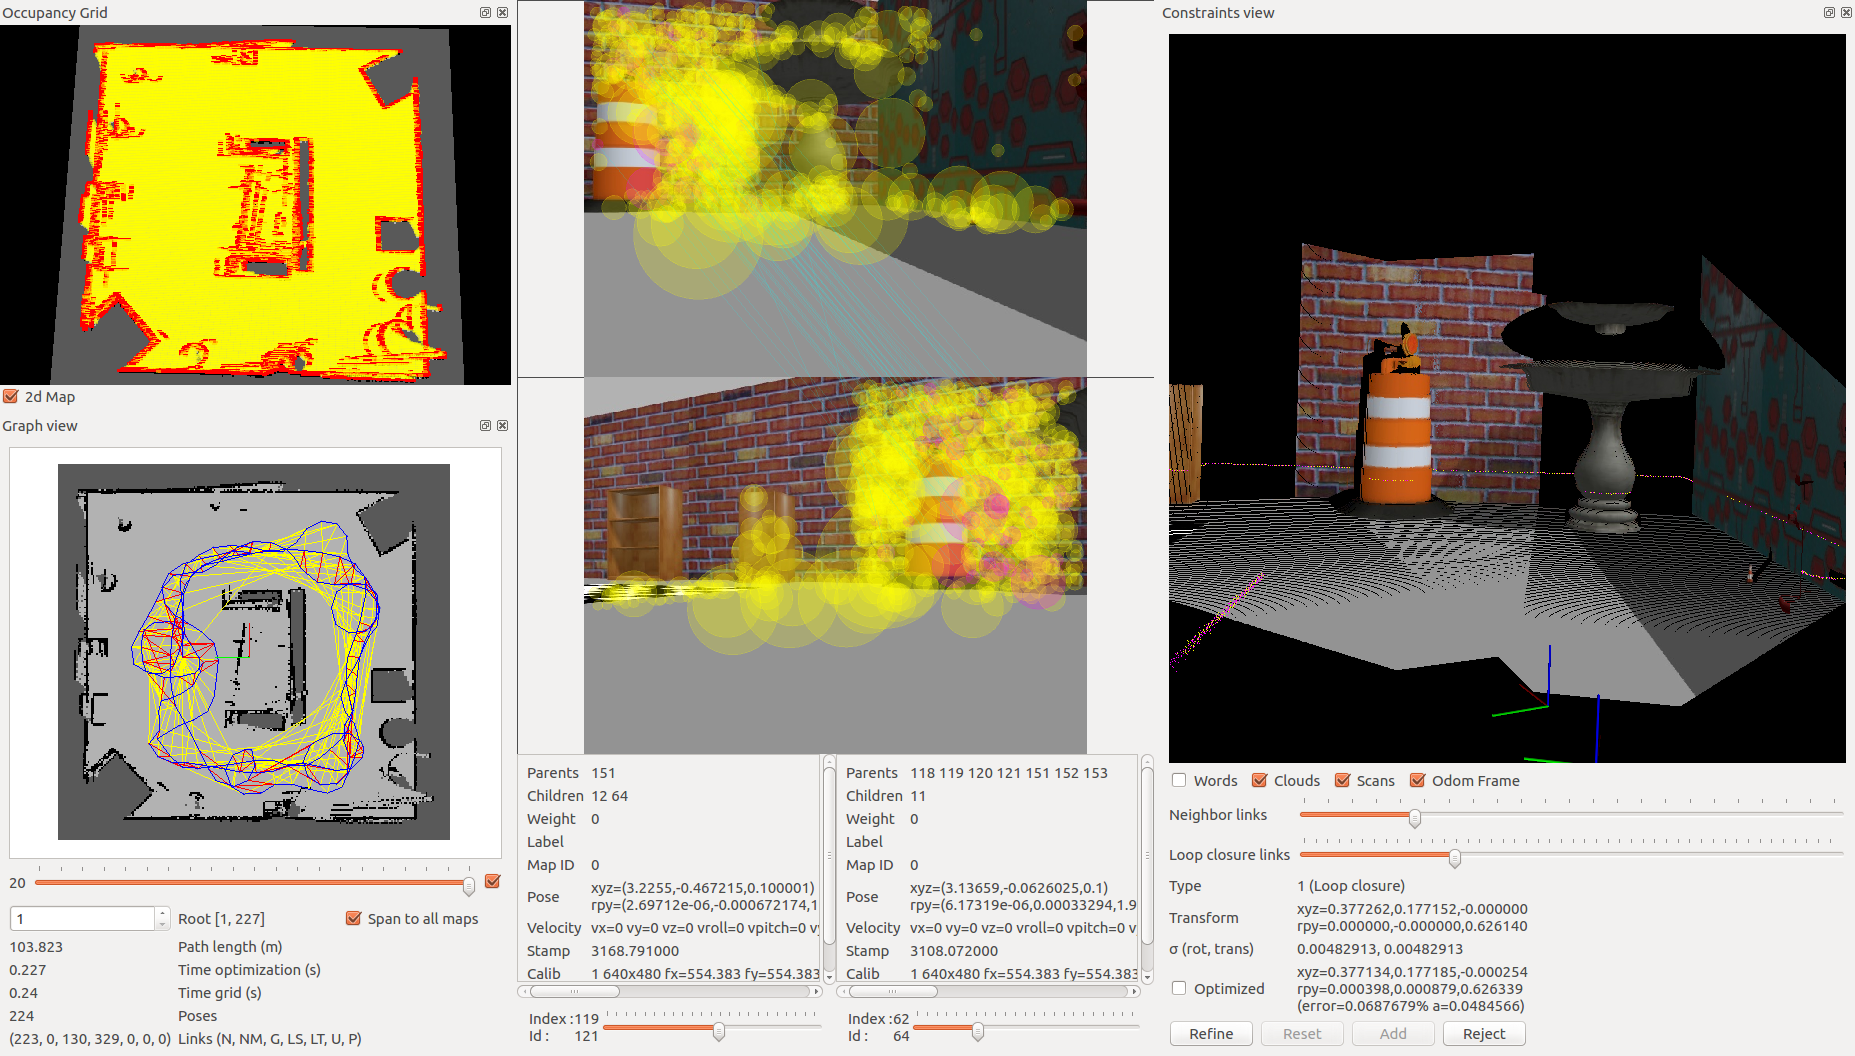 Occupancy Grid
2d Map
Graph view
20
1
Root [1, 227]
Span to all maps
103.823 Path length (m)
0.227 Time optimization (s)
0.24 Time grid (s)
224 Poses
(223, 0, 130, 329, 0, 0, 0) Links (N, NM, G, LS, LT, U, P)
Parents 151
Children 12 64
Weight 0
Label
Map ID 0
Pose xyz=(3.2255,-0.467215,0.100001)
rpy=(2.69712e-06,-0.000672174,1
Velocity vx=0 vy=0 vz=0 vroll=0 vpitch=0 vy
Stamp 3168.791000
Calib 1 640x480 fx=554.383 fy=554.383
Index :119
Id : 121
Parents 118 119 120 121 151 152 153
Children 11
Weight 0
Label
Map ID 0
Pose xyz=(3.13659,-0.0626025,0.1)
rpy=(6.17319e-06,0.00033294,1.9
Velocity vx=0 vy=0 vz=0 vroll=0 vpitch=0 v
Stamp 3108.072000
Calib 1 640x480 fx=554.383 fy=554.383
Index :62
Id : 64
Constraints view
Words Clouds Scans Odom Frame
Neighbor links
Loop closure links
Type 1 (Loop closure)
Transform xyz=0.377262,0.177152,-0.000000
rpy=0.000000,-0.000000,0.626140
σ (rot, trans) 0.00482913, 0.00482913
Optimized xyz=0.377134,0.177185,-0.000254
rpy=0.000398,0.000879,0.626339
(error=0.0687679% a=0.0484566)
Refine Reset Add Reject